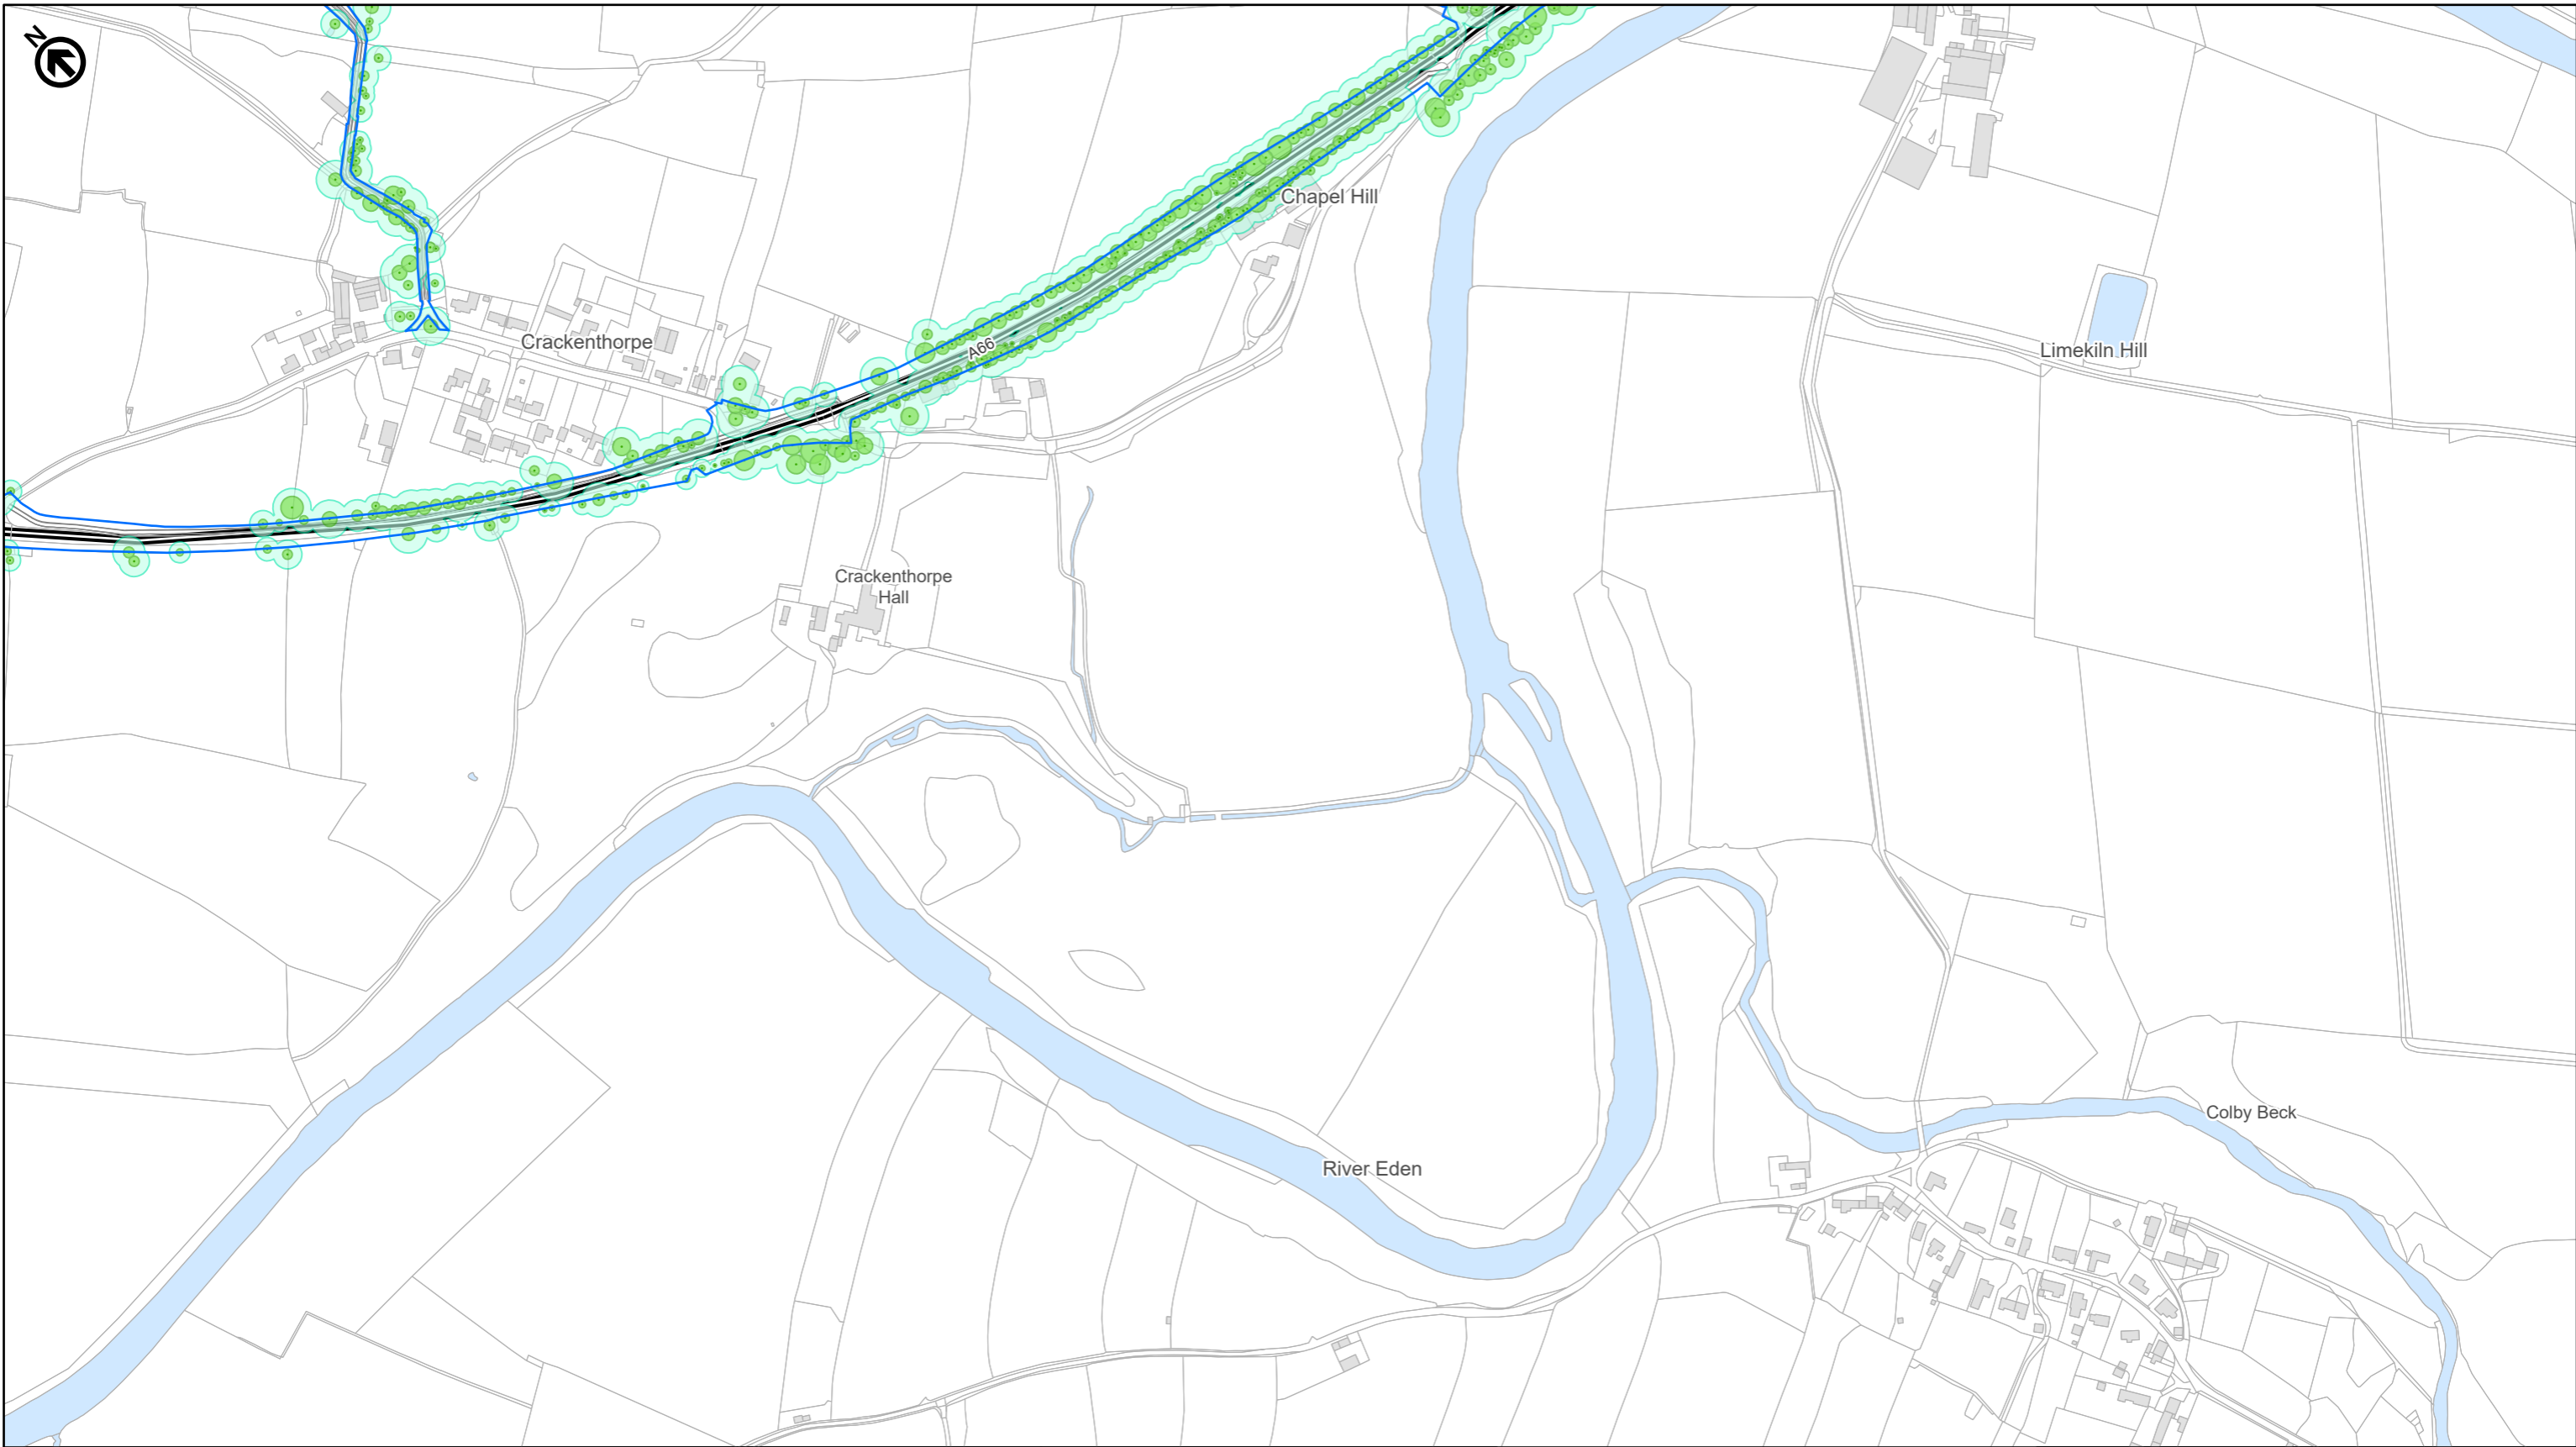 N
Chapel Hill
Crackenthorpe
A66
Limekiln Hill
Crackenthorpe
Hall
Colby Beck
River Eden